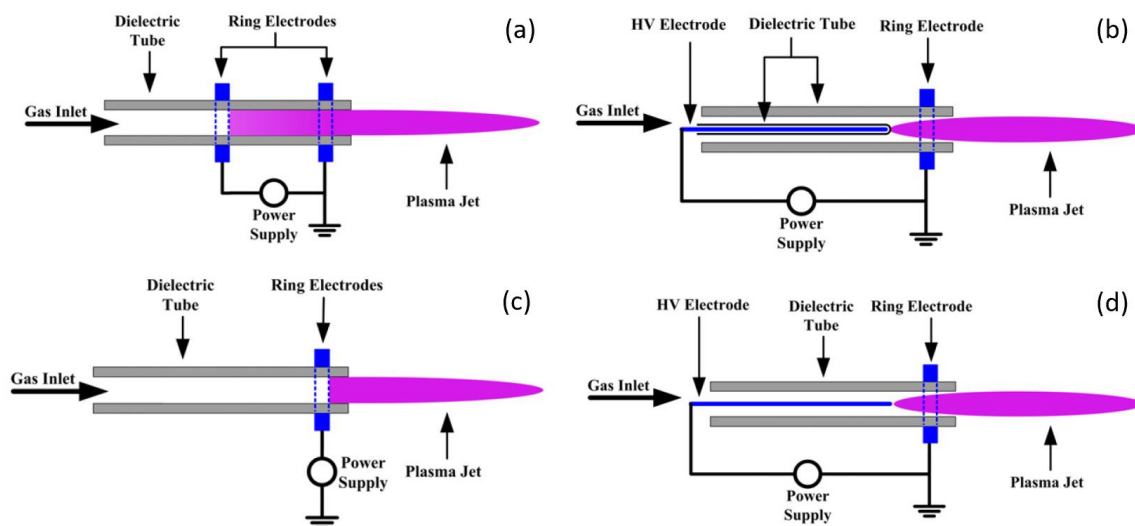 Dielectric
Tube
Ring Electrodes
(a)
Gas Inlet
Power
Supply
Plasma Jet
HV Electrode
Dielectric Tube
Ring
Electrode
(b)
Gas Inlet
Power
Supply
Plasma Jet
Dielectric
Tube
Ring Electrodes
(c)
Gas Inlet
Power
Supply
Plasma Jet
HV Electrode
Dielectric
Tube
Ring Electrode
(d)
Gas Inlet
Power
Supply
Plasma Jet